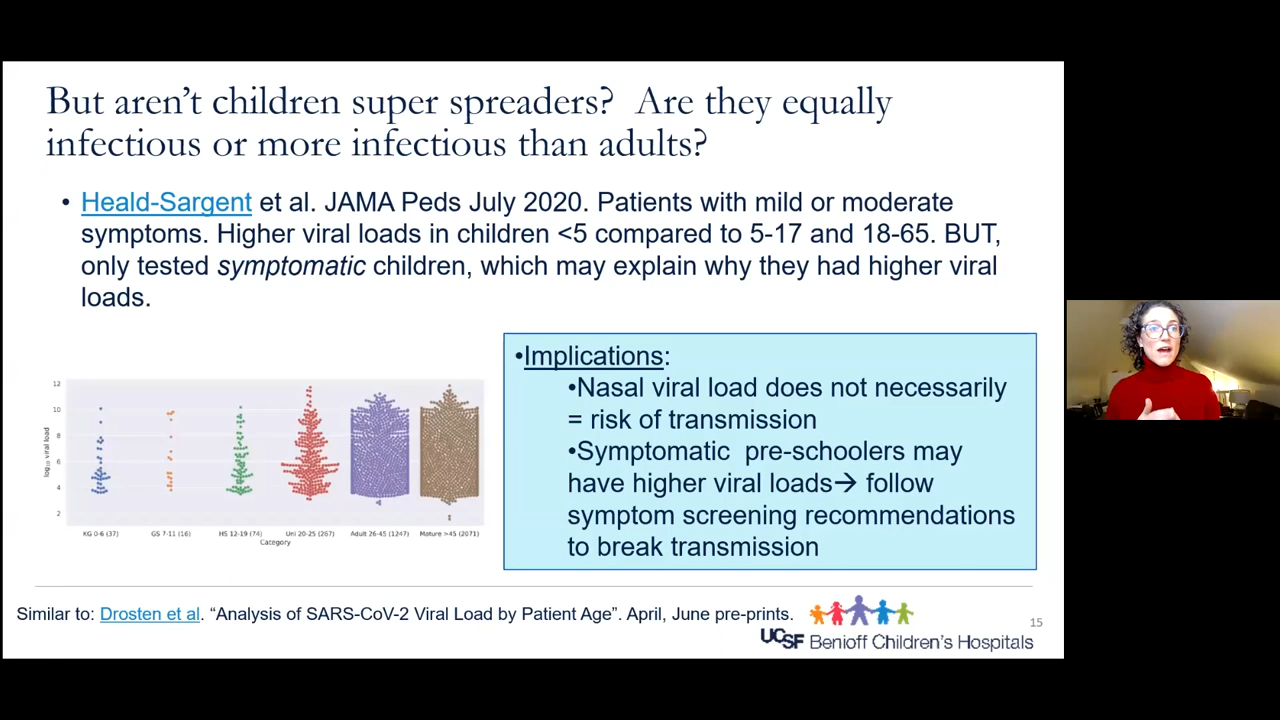 But aren't children super spreaders?  Are they equally
infectious or more infectious than adults?
• Heald-Sargent et al. JAMA Peds July 2020. Patients with mild or moderate
symptoms. Higher viral loads in children <5 compared to 5-17 and 18-65. BUT,
only tested symptomatic children, which may explain why they had higher viral
loads.
12
10
8
6
4
2
log10 viral load
KG 0-6 (37)
GS 7-11 (16)
HS 12-19 (74)
Uni 20-25 (267)
Adult 26-45 (1247)
Mature >45 (2071)
Category
•Implications:
•Nasal viral load does not necessarily
= risk of transmission
•Symptomatic  pre-schoolers may
have higher viral loads→ follow
symptom screening recommendations
to break transmission
Similar to: Drosten et al. “Analysis of SARS-CoV-2 Viral Load by Patient Age”. April, June pre-prints.
15
UCSF Benioff Children's Hospitals